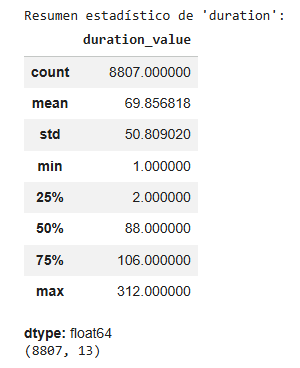 Resumen estadístico de 'duration':
duration_value
count 8807.000000
mean 69.856818
std 50.809020
min 1.000000
25% 2.000000
50% 88.000000
75% 106.000000
max 312.000000
dtype: float64
(8807, 13)